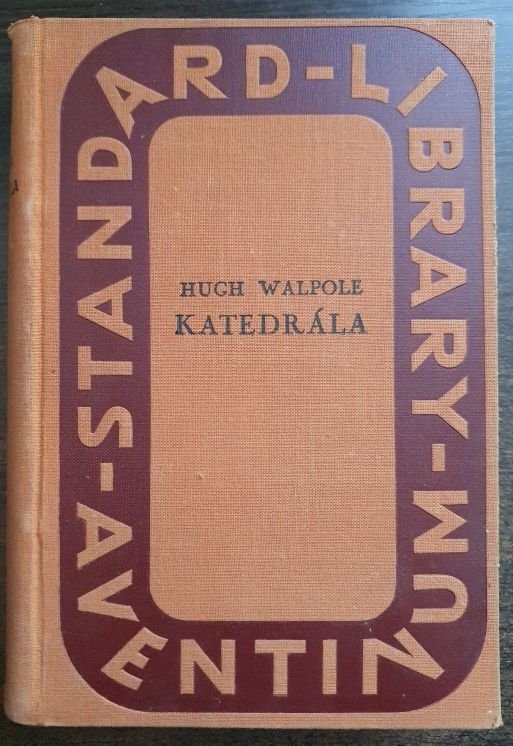 STANDARD-LIBRARY-AVENTINUM-
HUGH WALPOLE
KATEDRÁLA